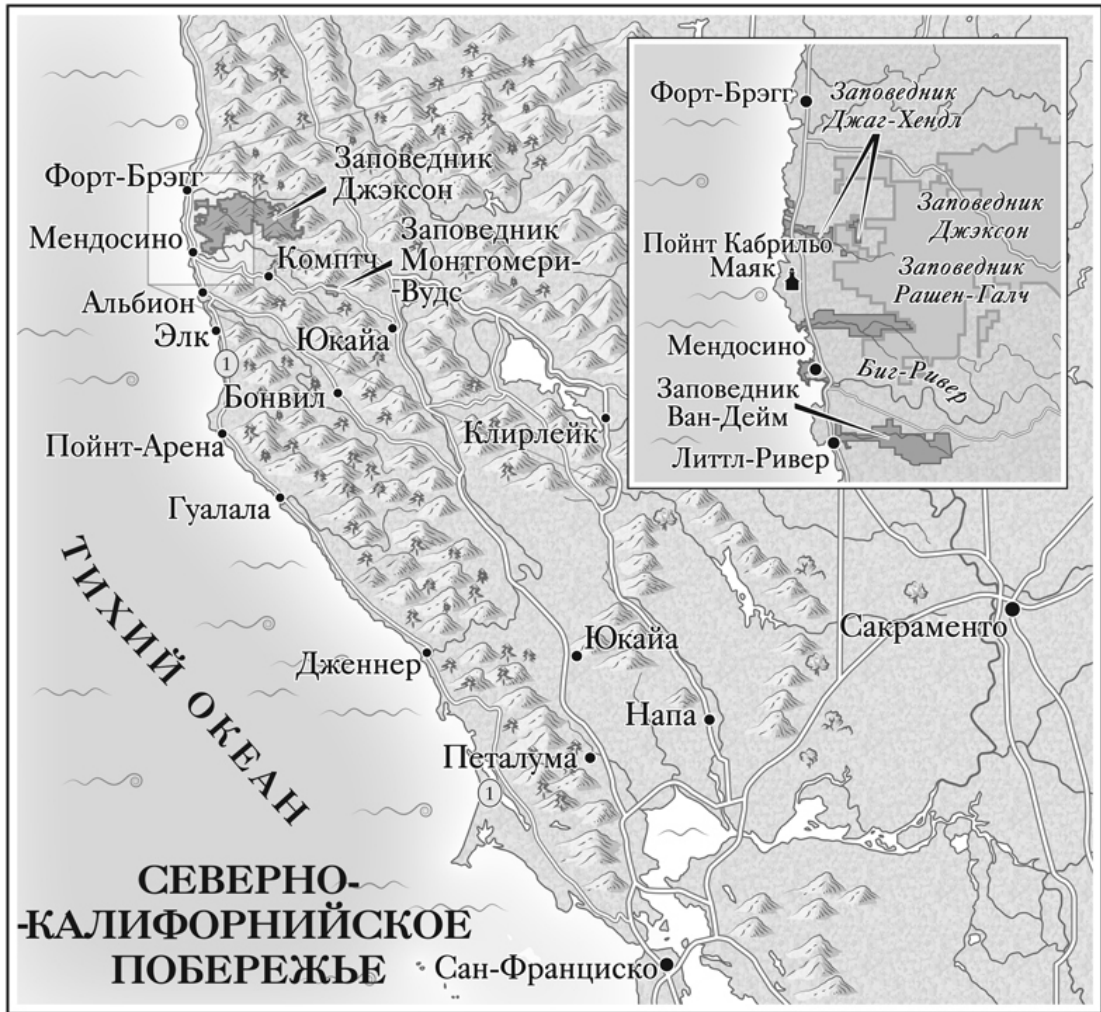 Форт-Брэгг
Заповедник
Джэксон
Мендосино
Заповедник
Монтгомери-
-Вудс
Комптч
Альбион
Элк
Юкайа
1
Бонвил
Клирлейк
Пойнт-Арена
Гуалала
ТИХИЙ ОКЕАН
Дженнер
Юкайа
Сакраменто
Напа
Петалума
1
СЕВЕРНО-
-КАЛИФОРНИЙСКОЕ
ПОБЕРЕЖЬЕ
Сан-Франциско
Форт-Брэгг
Заповедник
Джаг-Хендл
Заповедник
Джэксон
Пойнт Кабрильо
Маяк
Заповедник
Рашен-Галч
Мендосино
Биг-Ривер
Заповедник
Ван-Дейм
Литтл-Ривер